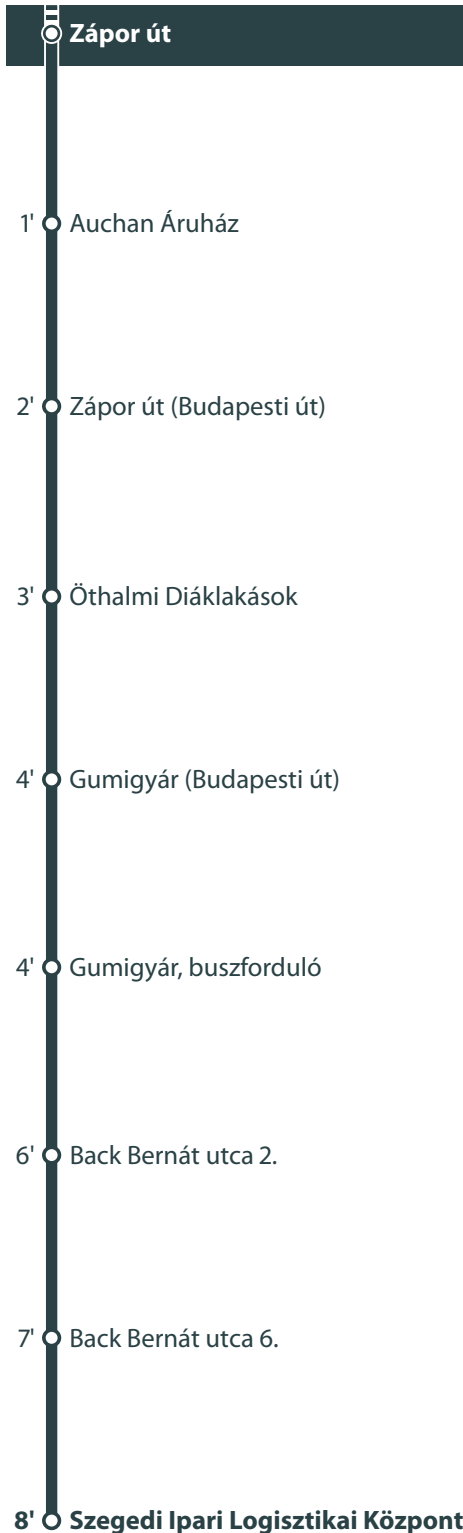 Zápor út
1' Auchan Áruház
2' Zápor út (Budapesti út)
3' Öthalmi Diáklakások
4' Gumigyár (Budapesti út)
4' Gumigyár, buszforduló
6' Back Bernát utca 2.
7' Back Bernát utca 6.
8' Szegedi Ipari Logisztikai Központ